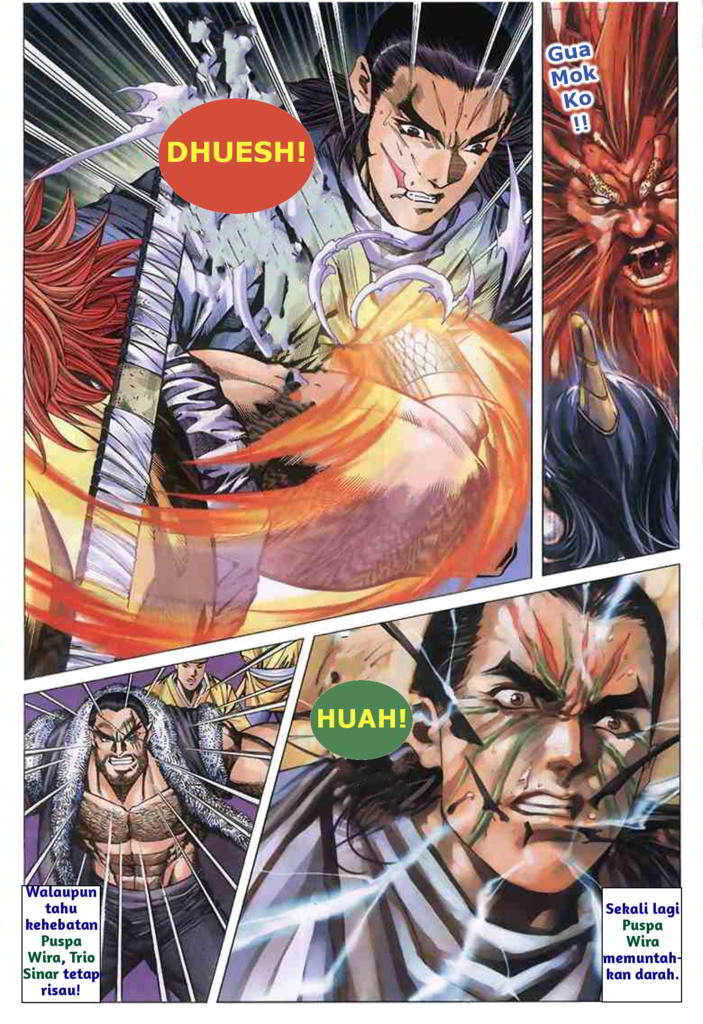 DHUESH!
Gua
Mok
Ko
!!
HUAH!
Walaupun
tahu
kehebatan
Puspa
Wira, Trio
Sinar tetap
risau!
Sekali lagi
Puspa
Wira
memuntah-
kan darah.